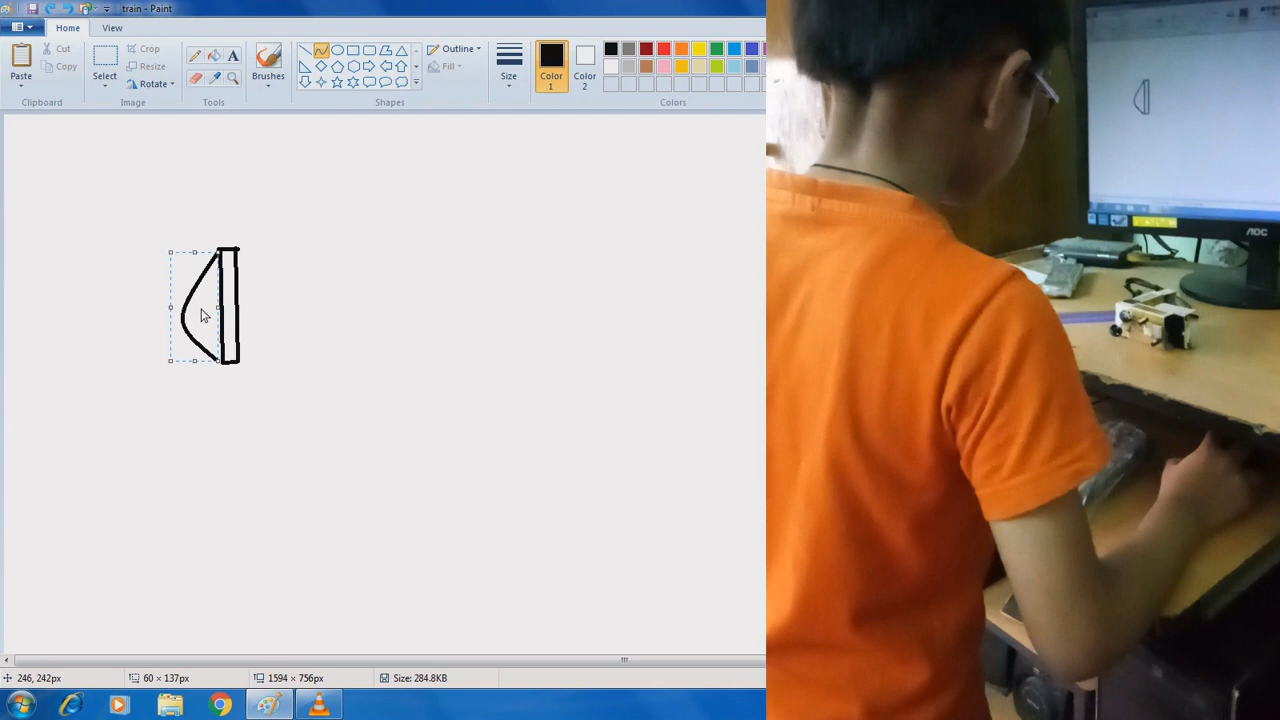 train - Paint
Home View
Paste Cut Copy Clipboard
Select Crop Resize Rotate Image
A Tools
Brushes
Shapes Outline Fill
Size
Color 1 Color 2 Colors
246, 242px 60 × 137px 1594 × 756px Size: 284.8KB
AOC